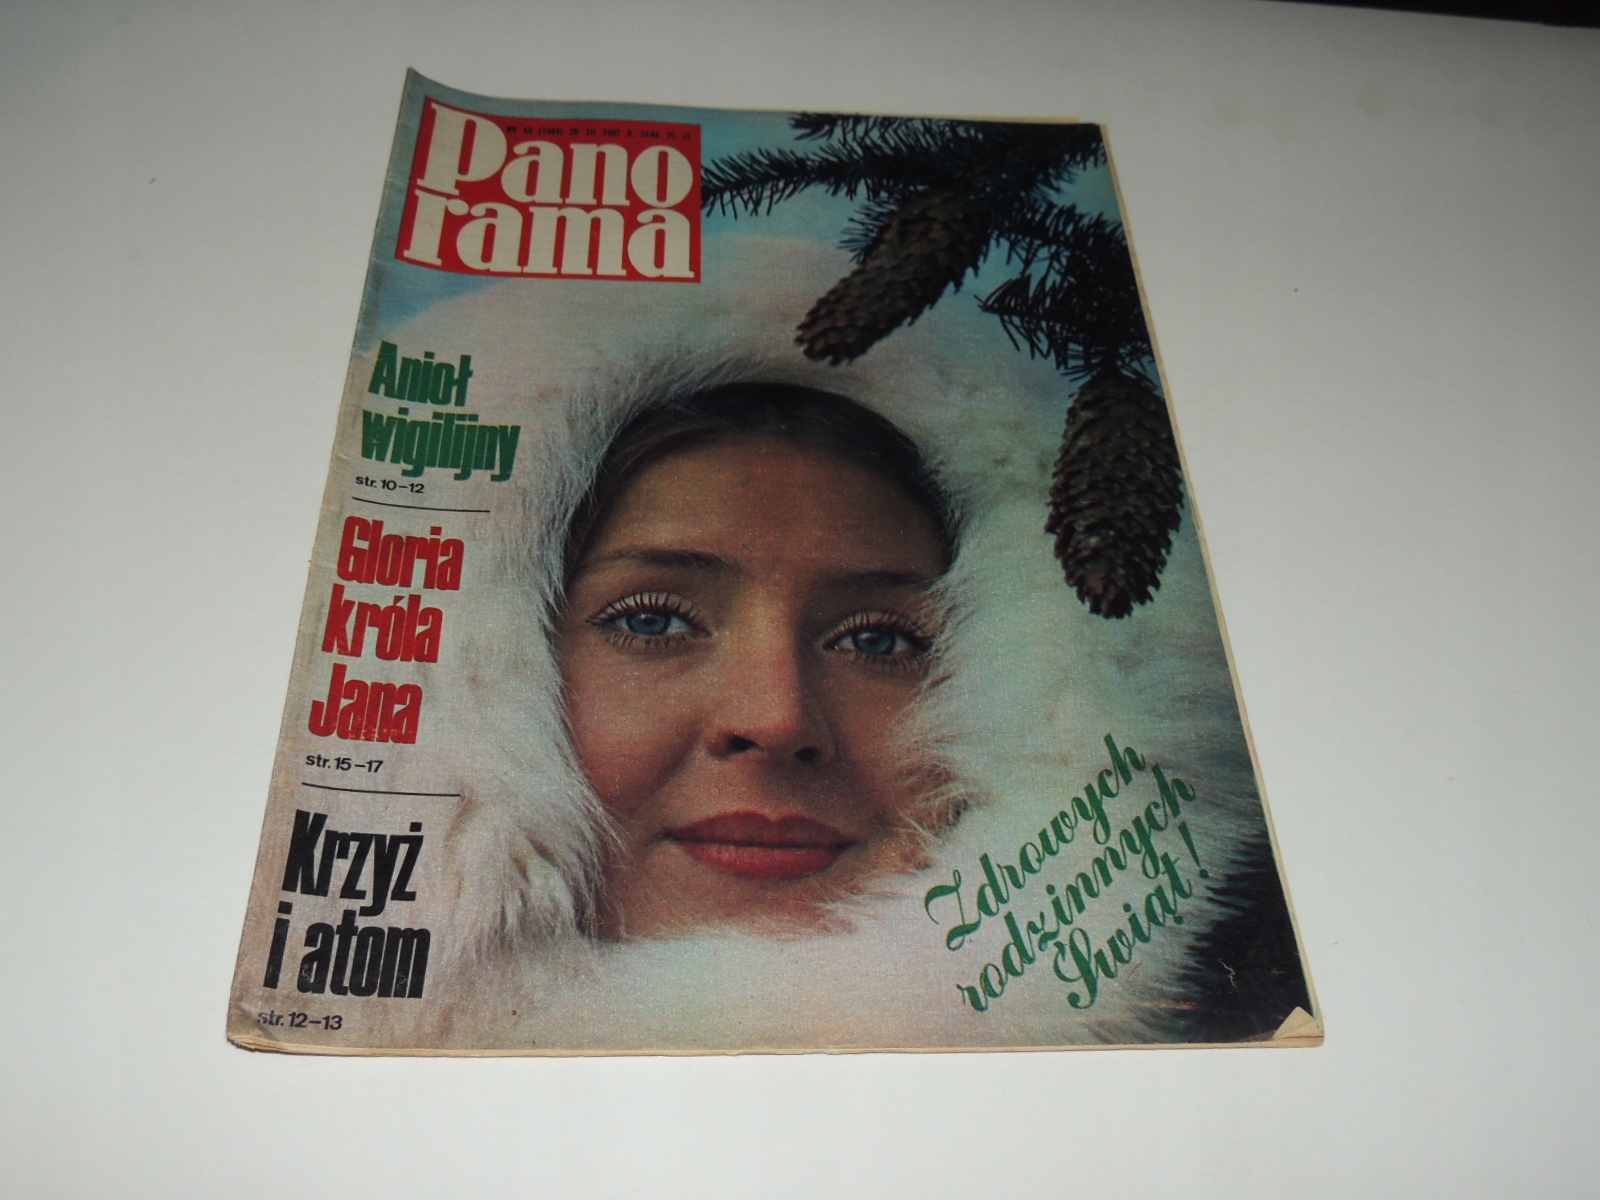 Pano
rama
Anioł
wigilijny
str. 10–12
Gloria
króla
Jana
str. 15–17
Krzyż
i atom
str. 12–13
Zdrowych
rodzinnych
Świąt!